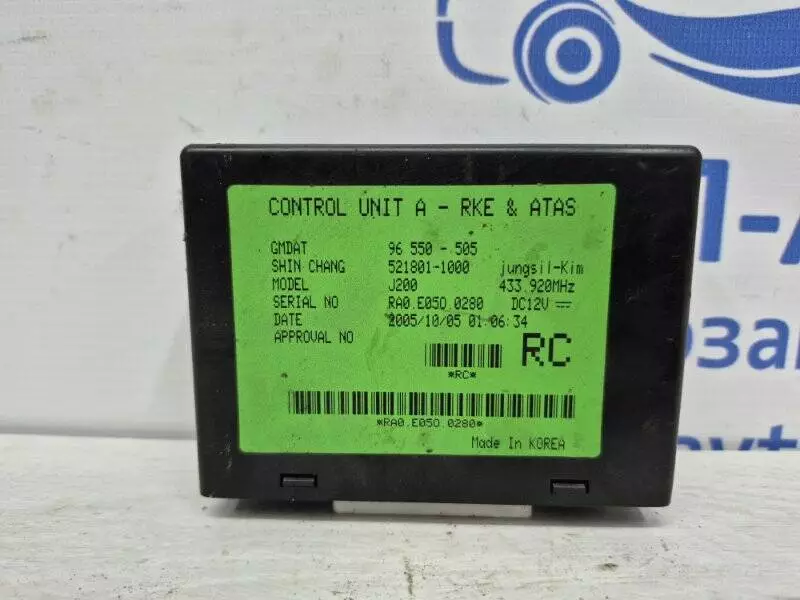 CONTROL UNIT A - RKE & ATAS
GMDAT 96 550 - 505
SHIN CHANG 521801-1000 jungsil-Kim
MODEL J200 433.920MHz
SERIAL NO RA0.E05O.0280 DC12V
DATE 2005/10/05 01:06:34
APPROVAL NO
RC
*RC*
*RA0.E05O.0280*
Made In KOREA